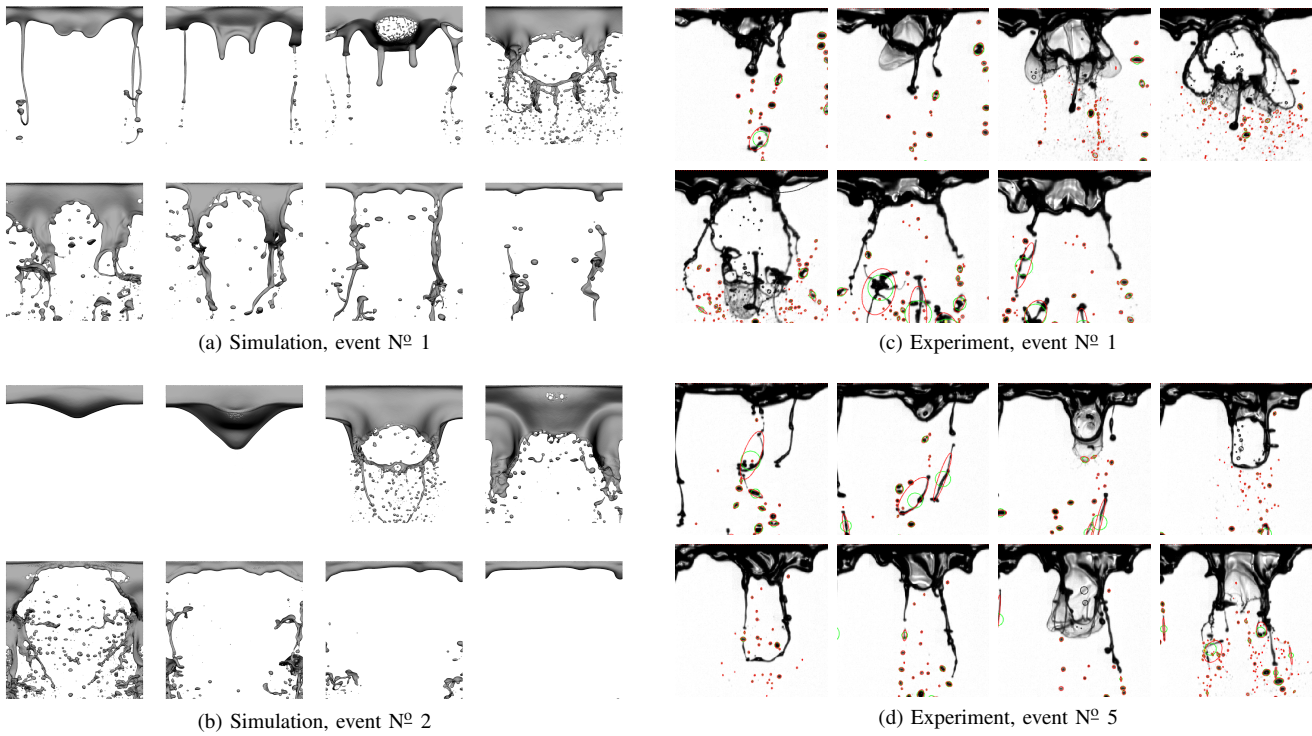 (a) Simulation, event Nº 1
(c) Experiment, event Nº 1
(b) Simulation, event Nº 2
(d) Experiment, event Nº 5